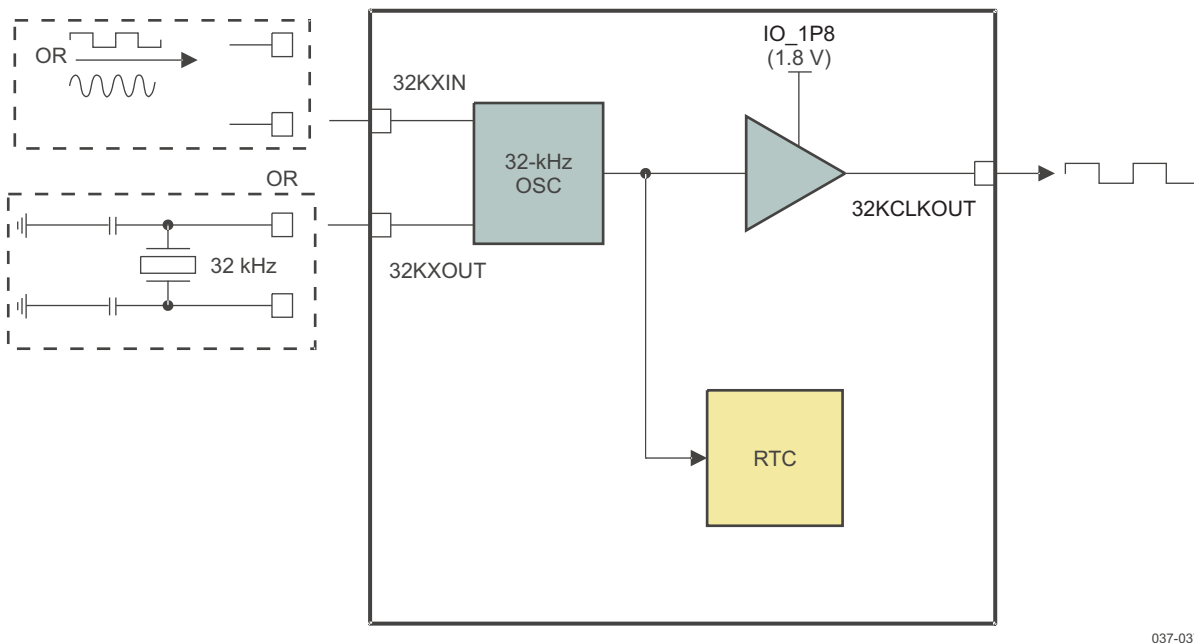 OR
IO_1P8
(1.8 V)
32KXIN
32-kHz
OSC
OR
32KCLKOUT
32 kHz
32KXOUT
RTC
037-03